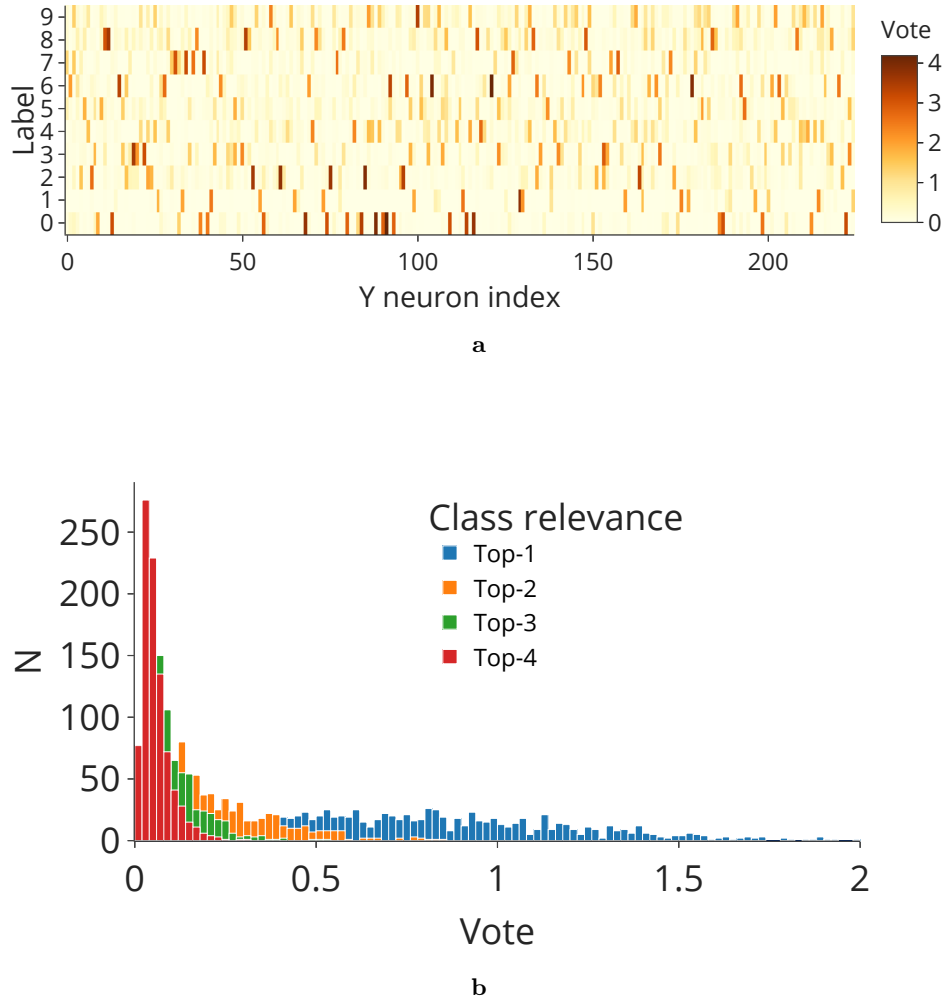 Vote
9
8
7
6
5
4
3
2
1
0
Label
4
3
2
1
0
0 50 100 150 200
Y neuron index
a
Class relevance
Top-1
Top-2
Top-3
Top-4
250
200
150
100
50
0
N
0 0.5 1 1.5 2
Vote
b